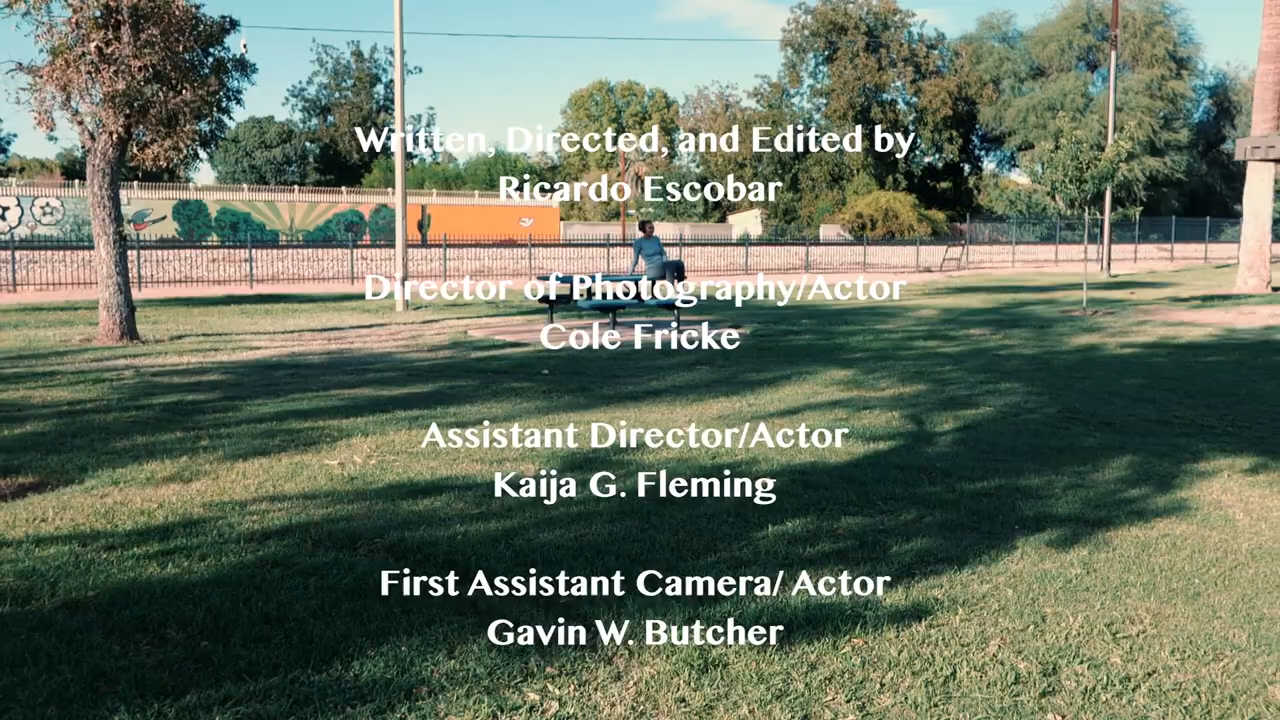 Written, Directed, and Edited by
Ricardo Escobar
Director of Photography/Actor
Cole Fricke
Assistant Director/Actor
Kaija G. Fleming
First Assistant Camera/ Actor
Gavin W. Butcher